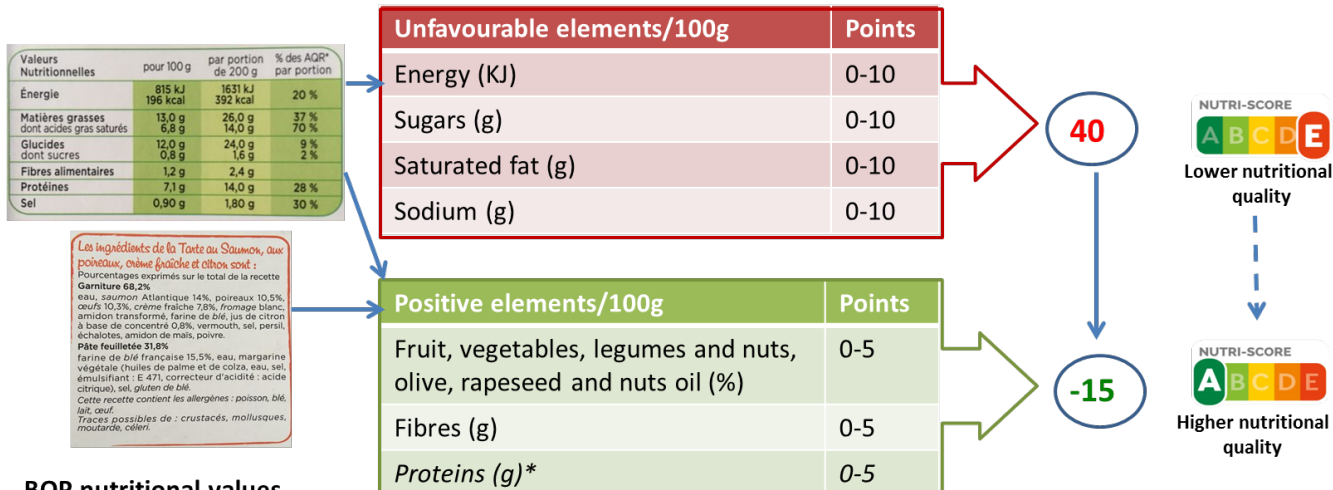 Valeurs
Nutritionnelles pour 100 g par portion de 200 g % des AQR* par portion
Énergie 815 kJ 196 kcal 1631 kJ 392 kcal 20 %
Matières grasses 13,0 g 26,0 g 37 %
dont acides gras saturés 6,8 g 14,0 g 70 %
Glucides 12,0 g 24,0 g 9 %
dont sucres 0,8 g 1,6 g 2 %
Fibres alimentaires 1,2 g 2,4 g
Protéines 7,1 g 14,0 g 28 %
Sel 0,90 g 1,80 g 30 %
Les ingrédients de la Tarte au Saumon, aux
poireaux, crème fraîche et citron sont :
Pourcentages exprimés sur le total de la recette
Garniture 68,2%
eau, saumon Atlantique 14%, poireaux 10,5%,
œufs 10,3%, crème fraîche 7,8%, fromage blanc,
amidon transformé, farine de blé, jus de citron
à base de concentré 0,8%, vermouth, sel, persil,
échalotes, amidon de maïs, poivre.
Pâte feuilletée 31,8%
farine de blé française 15,5%, eau, margarine
végétale (huiles de palme et de colza, eau, sel,
émulsifiant : E 471, correcteur d'acidité : acide
citrique), sel, gluten de blé.
Cette recette contient les allergènes : poisson, blé,
lait, œuf.
Traces possibles de : crustacés, mollusques,
moutarde, céleri.
Unfavourable elements/100g Points
Energy (KJ) 0-10
Sugars (g) 0-10
Saturated fat (g) 0-10
Sodium (g) 0-10
Positive elements/100g Points
Fruit, vegetables, legumes and nuts, 0-5
olive, rapeseed and nuts oil (%)
Fibres (g) 0-5
Proteins (g)* 0-5
40
-15
NUTRI-SCORE
A B C D E
Lower nutritional
quality
NUTRI-SCORE
A B C D E
Higher nutritional
quality
BOP nutritional values